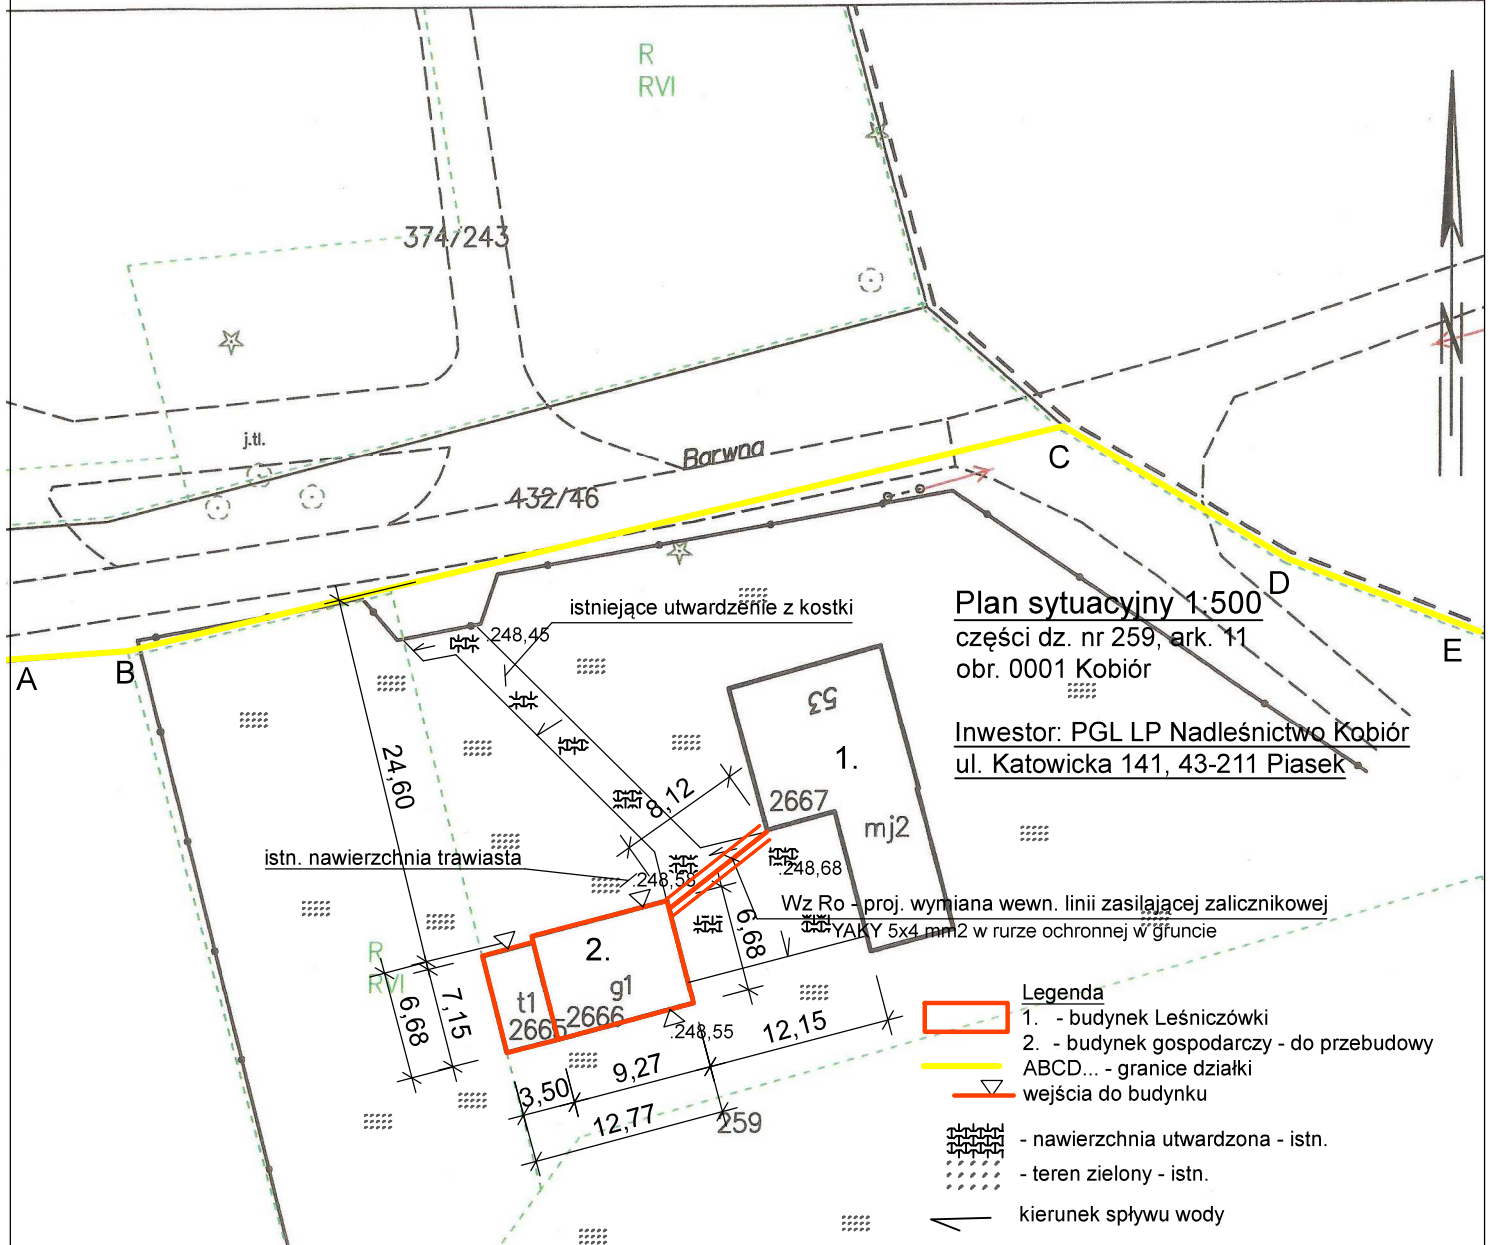 R
RVI
374/243
j.tl.
Barwna
432/46
A
B
C
D
E
Plan sytuacyjny 1:500
części dz. nr 259, ark. 11
obr. 0001 Kobiór
Inwestor: PGL LP Nadleśnictwo Kobiór
ul. Katowicka 141, 43-211 Piasek
istniejące utwardzenie z kostki
.248,45
53
1.
2667
mj2
24,60
8,12
istn. nawierzchnia trawiasta
.248,58
.248,68
Wz Ro - proj. wymiana wewn. linii zasilającej zalicznikowej
YAKY 5x4 mm2 w rurze ochronnej w gruncie
6,68
R
RVI
2.
g1
t1
2665
2666
6,68
7,15
.248,55
12,15
9,27
3,50
12,77
259
Legenda
1. - budynek Leśniczówki
2. - budynek gospodarczy - do przebudowy
ABCD... - granice działki
wejścia do budynku
- nawierzchnia utwardzona - istn.
- teren zielony - istn.
kierunek spływu wody
N